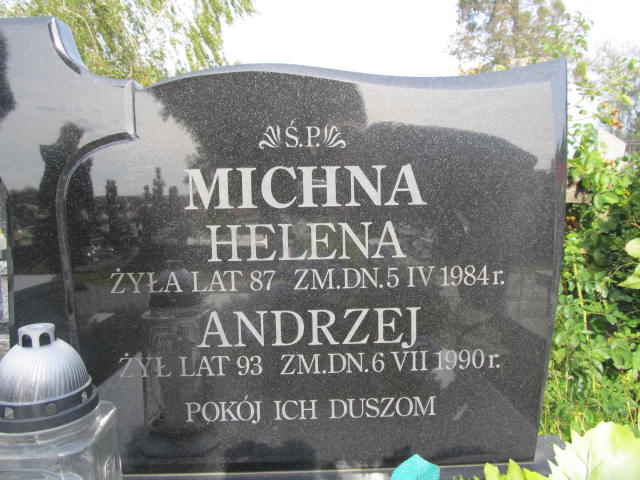 Ś.P.
MICHNA
HELENA
ŻYŁA LAT 87 ZM.DN.5 IV 1984 r.
ANDRZEJ
ŻYŁ LAT 93 ZM.DN.6 VII 1990 r.
POKÓJ ICH DUSZOM